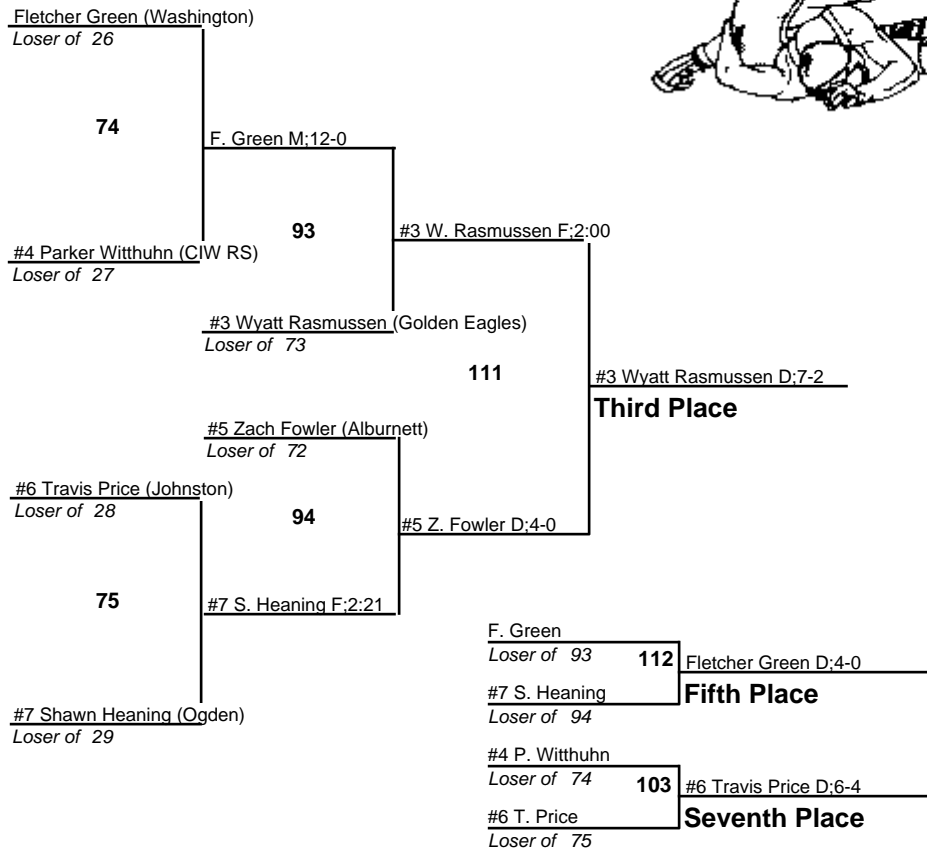 Fletcher Green (Washington)
Loser of 26
74
F. Green M;12-0
#4 Parker Witthuhn (CIW RS)
Loser of 27
93
#3 W. Rasmussen F;2:00
#3 Wyatt Rasmussen (Golden Eagles)
Loser of 73
111
#3 Wyatt Rasmussen D;7-2
Third Place
#5 Zach Fowler (Alburnett)
Loser of 72
#6 Travis Price (Johnston)
Loser of 28
94
#5 Z. Fowler D;4-0
75
#7 S. Heaning F;2:21
#7 Shawn Heaning (Ogden)
Loser of 29
F. Green
Loser of 93
112
Fletcher Green D;4-0
Fifth Place
#7 S. Heaning
Loser of 94
#4 P. Witthuhn
Loser of 74
103
#6 Travis Price D;6-4
Seventh Place
#6 T. Price
Loser of 75